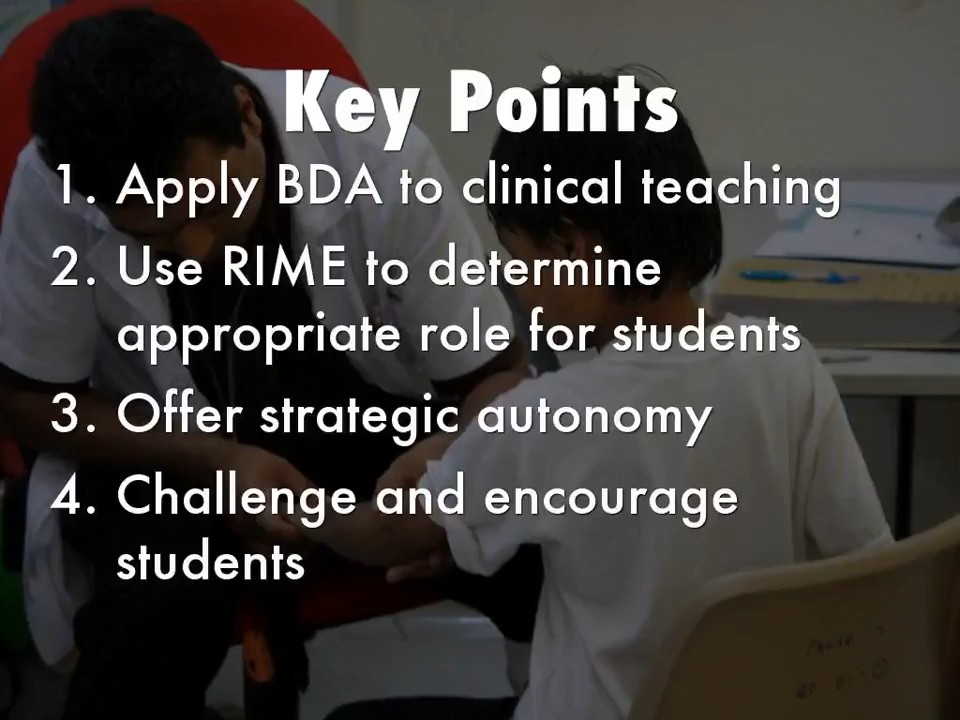 Key Points
1. Apply BDA to clinical teaching
2. Use RIME to determine
appropriate role for students
3. Offer strategic autonomy
4. Challenge and encourage
students